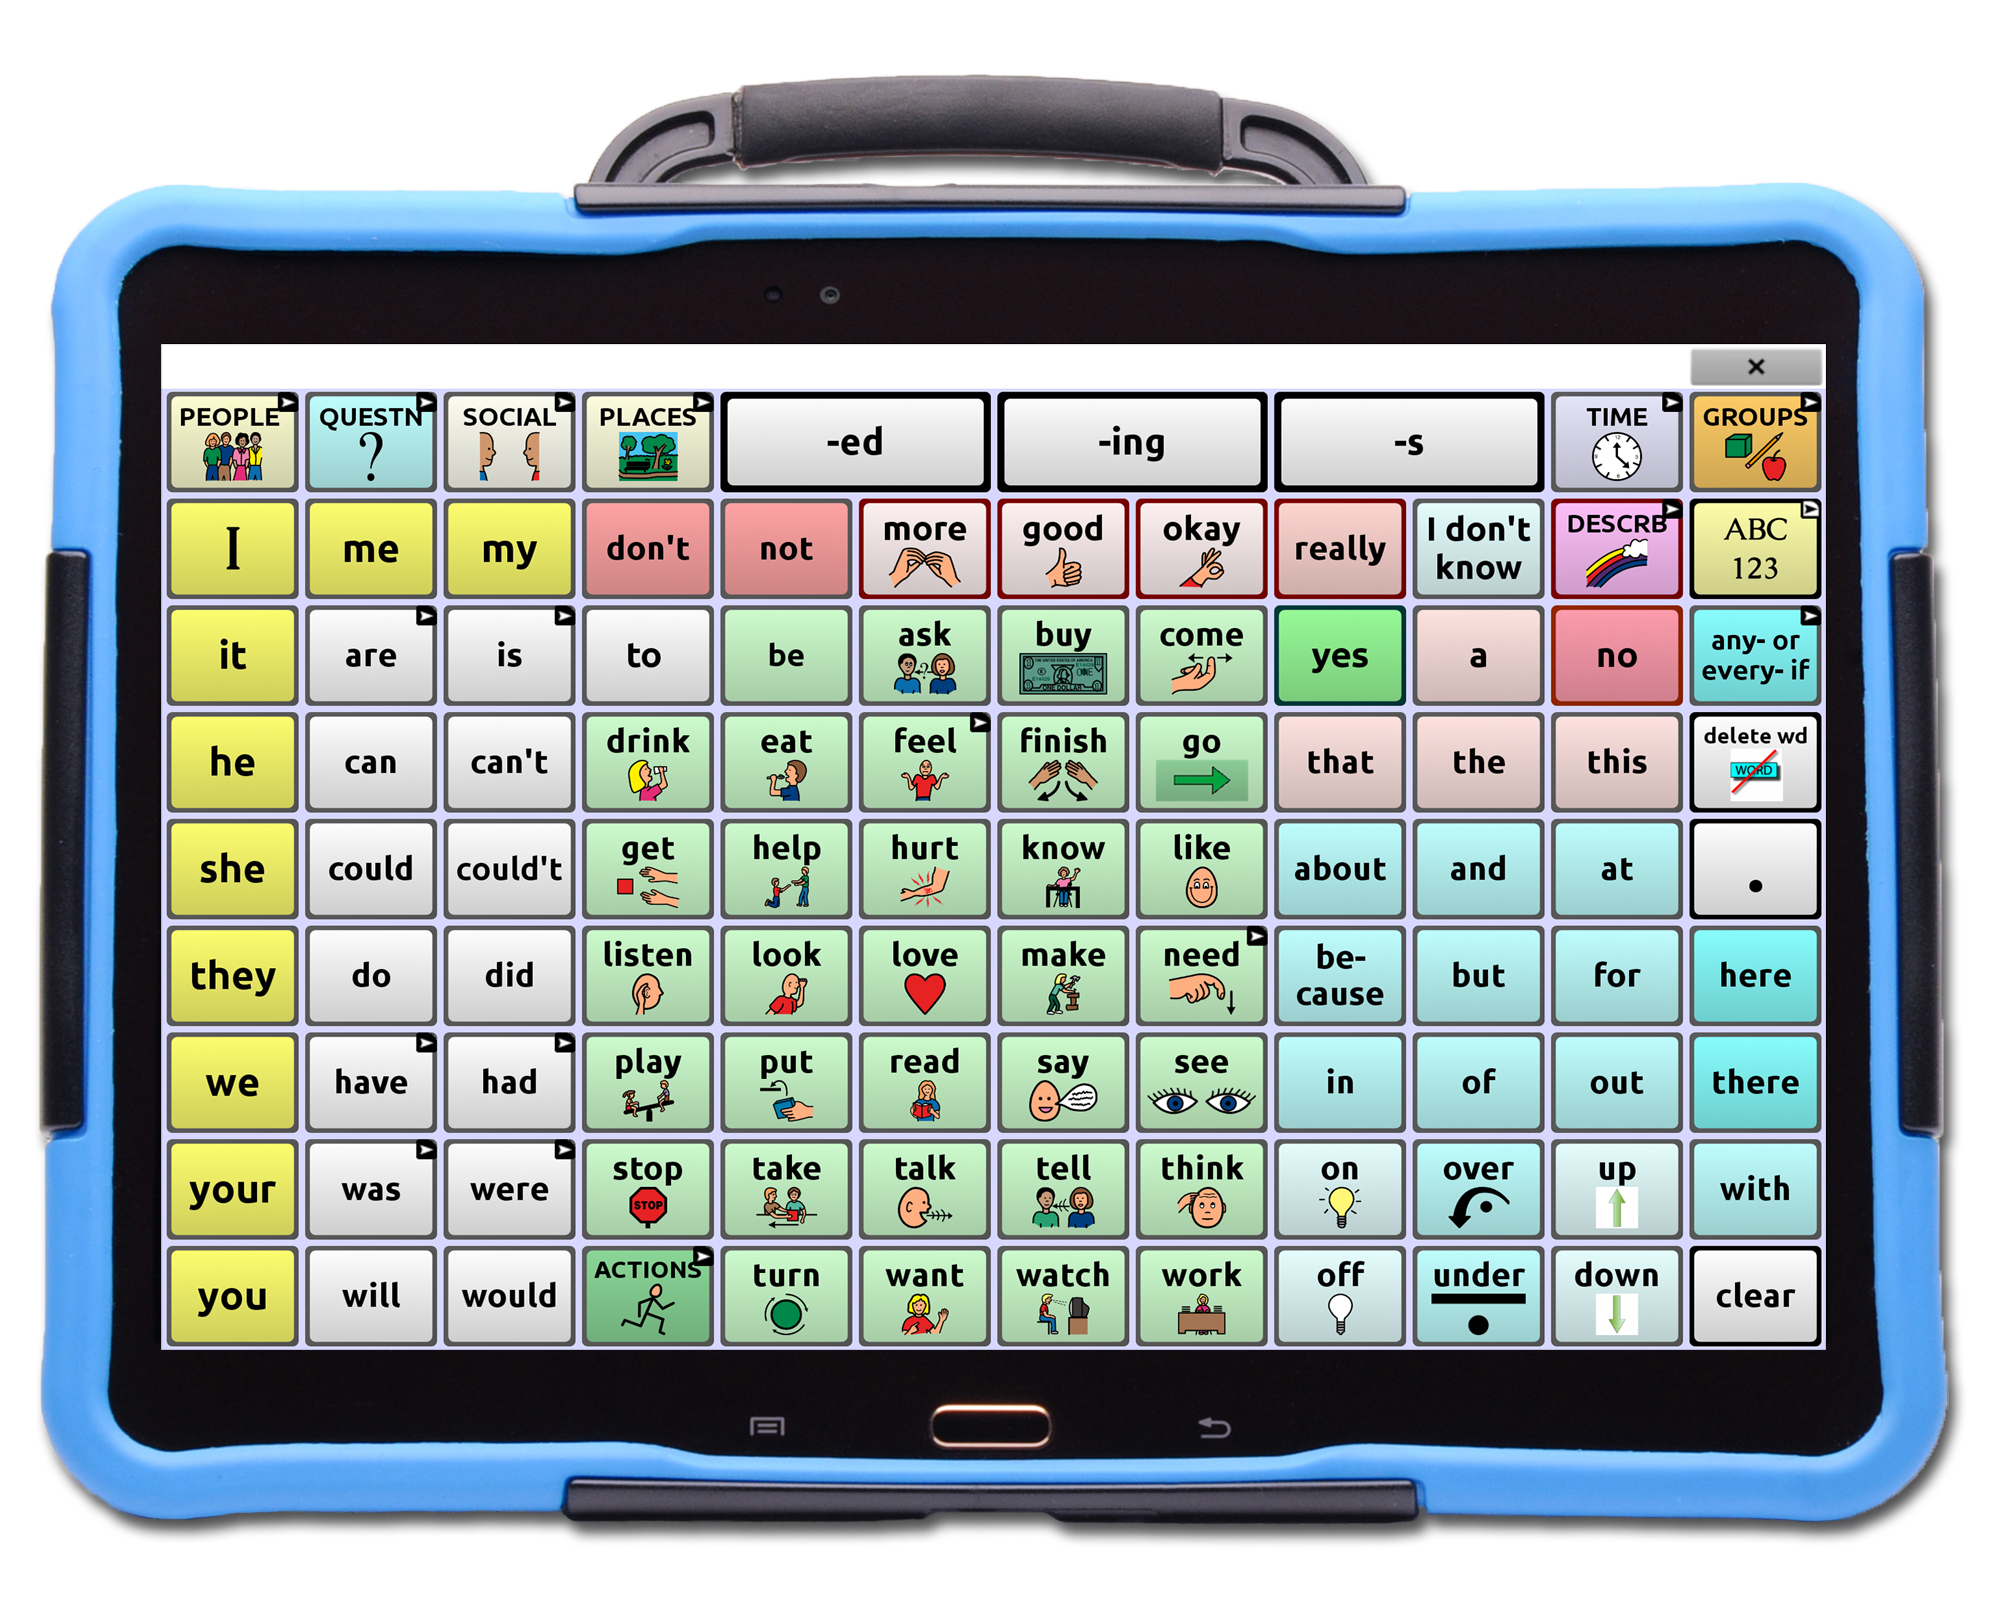 ×
PEOPLE QUESTN SOCIAL PLACES -ed -ing -s TIME GROUPS
?
I me my don't not more good okay really I don't know DESCRB ABC 123
it are is to be ask buy come yes a no any- or every- if
he can can't drink eat feel finish go that the this delete wd
WORD
she could could't get help hurt know like about and at .
they do did listen look love make need be-cause but for here
we have had play put read say see in of out there
your was were stop take talk tell think on over up with
STOP
you will would ACTIONS turn want watch work off under down clear